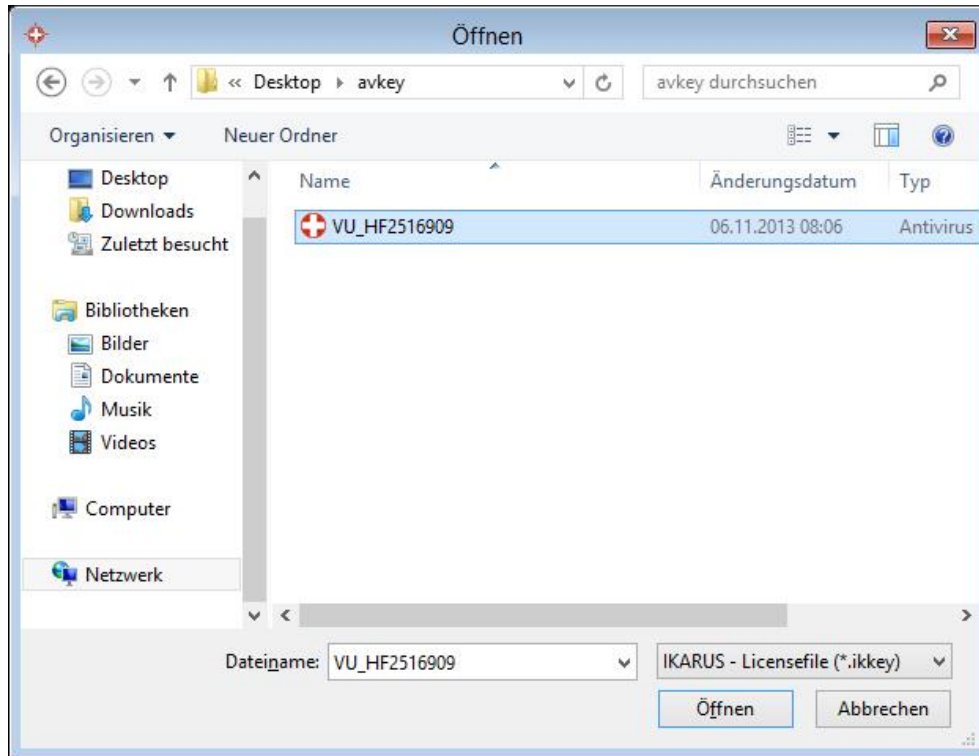 Öffnen
« Desktop avkey
avkey durchsuchen
Organisieren Neuer Ordner
Desktop
Downloads
Zuletzt besucht
Bibliotheken
Bilder
Dokumente
Musik
Videos
Computer
Netzwerk
Name Änderungsdatum Typ
VU_HF2516909 06.11.2013 08:06 Antivirus
Dateiname: VU_HF2516909 IKARUS - Licensefile (*.ikkey)
Öffnen Abbrechen